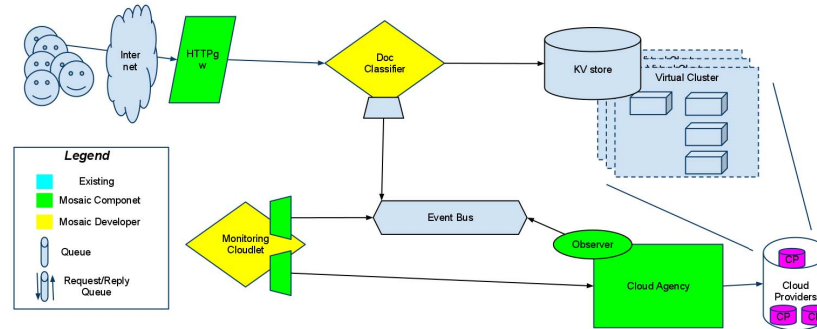 Inter
net
HTTPg
w
Doc
Classifier
KV store
Virtual Cluster
Legend
Existing
Mosaic Componet
Mosaic Developer
Queue
Request/Reply
Queue
Monitoring
Cloudlet
Event Bus
Observer
Cloud Agency
CP
Cloud
Providers
CP